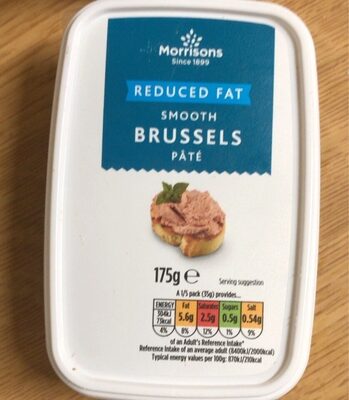 Morrisons
Since 1899
REDUCED FAT
SMOOTH
BRUSSELS
PÂTÉ
175g e
Serving suggestion
A 1/5 pack (35g) provides...
ENERGY Fat Saturates Sugars Salt
304kJ 73kcal 5.6g 2.5g 0.5g 0.54g
4% 8% 12% 1% 9%
of an Adult's Reference Intake*
Reference Intake of an average adult (8400kJ/2000kcal)
Typical energy values per 100g: 870kJ/210kcal